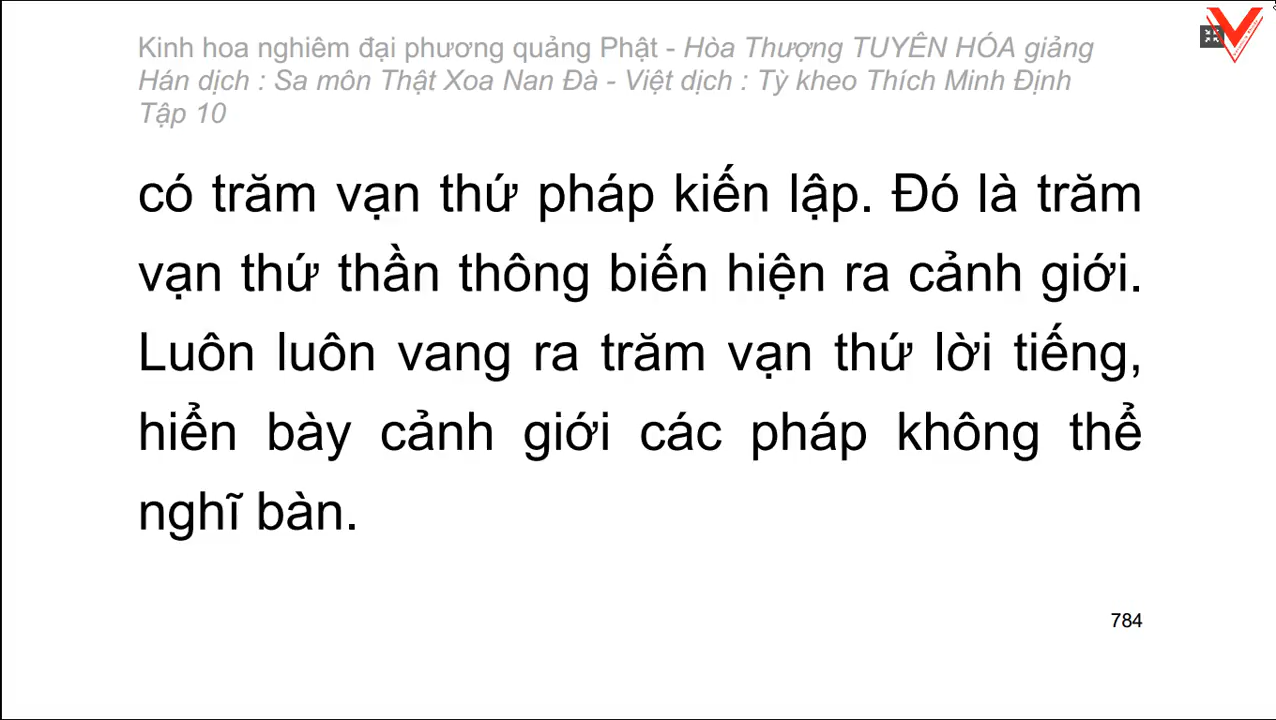 Kinh hoa nghiêm đại phương quảng Phật - Hòa Thượng TUYÊN HÓA giảng
Hán dịch : Sa môn Thật Xoa Nan Đà - Việt dịch : Tỳ kheo Thích Minh Định
Tập 10
có trăm vạn thứ pháp kiến lập. Đó là trăm
vạn thứ thần thông biến hiện ra cảnh giới.
Luôn luôn vang ra trăm vạn thứ lời tiếng,
hiển bày cảnh giới các pháp không thể
nghĩ bàn.
784